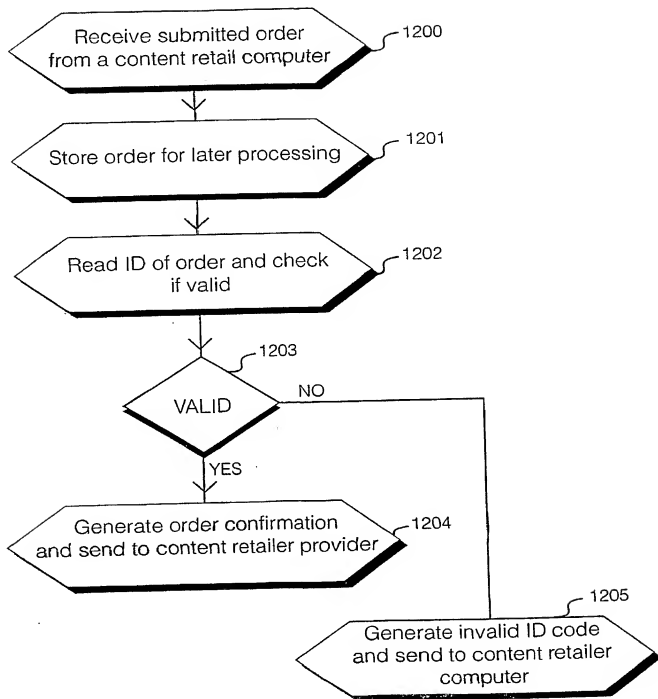 Receive submitted order
from a content retail computer
1200
Store order for later processing
1201
Read ID of order and check
if valid
1202
1203
VALID
NO
YES
Generate order confirmation
and send to content retailer provider
1204
1205
Generate invalid ID code
and send to content retailer
computer